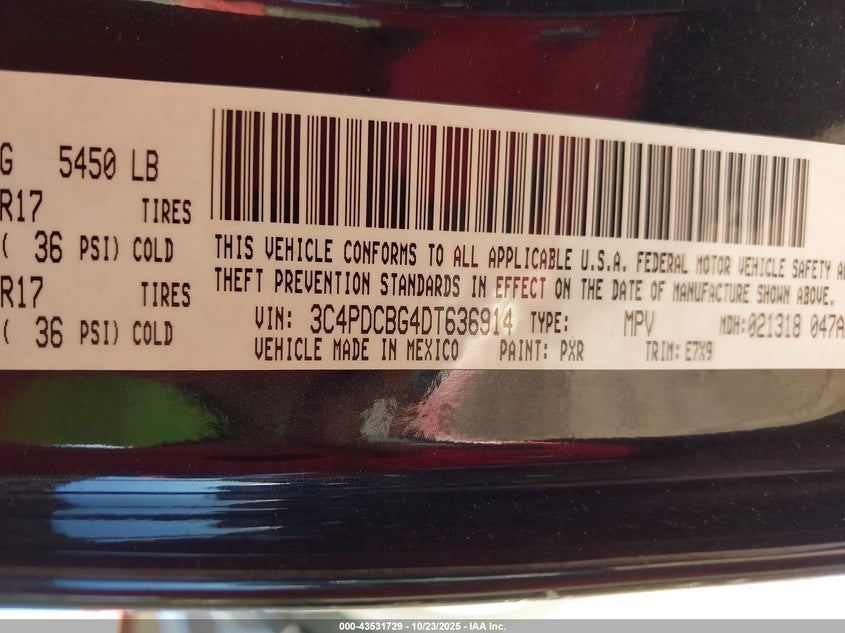 G 5450 LB
R17 TIRES
( 36 PSI) COLD
R17 TIRES
( 36 PSI) COLD
THIS VEHICLE CONFORMS TO ALL APPLICABLE U.S.A. FEDERAL MOTOR VEHICLE SAFETY AN
THEFT PREVENTION STANDARDS IN EFFECT ON THE DATE OF MANUFACTURE SHOWN ABOVE.
VIN: 3C4PDCBG4DT636914 TYPE: MPV MDH:021318 047A
VEHICLE MADE IN MEXICO PAINT: PXR TRIM: E7X9
000-43531729 - 10/23/2025 - IAA Inc.